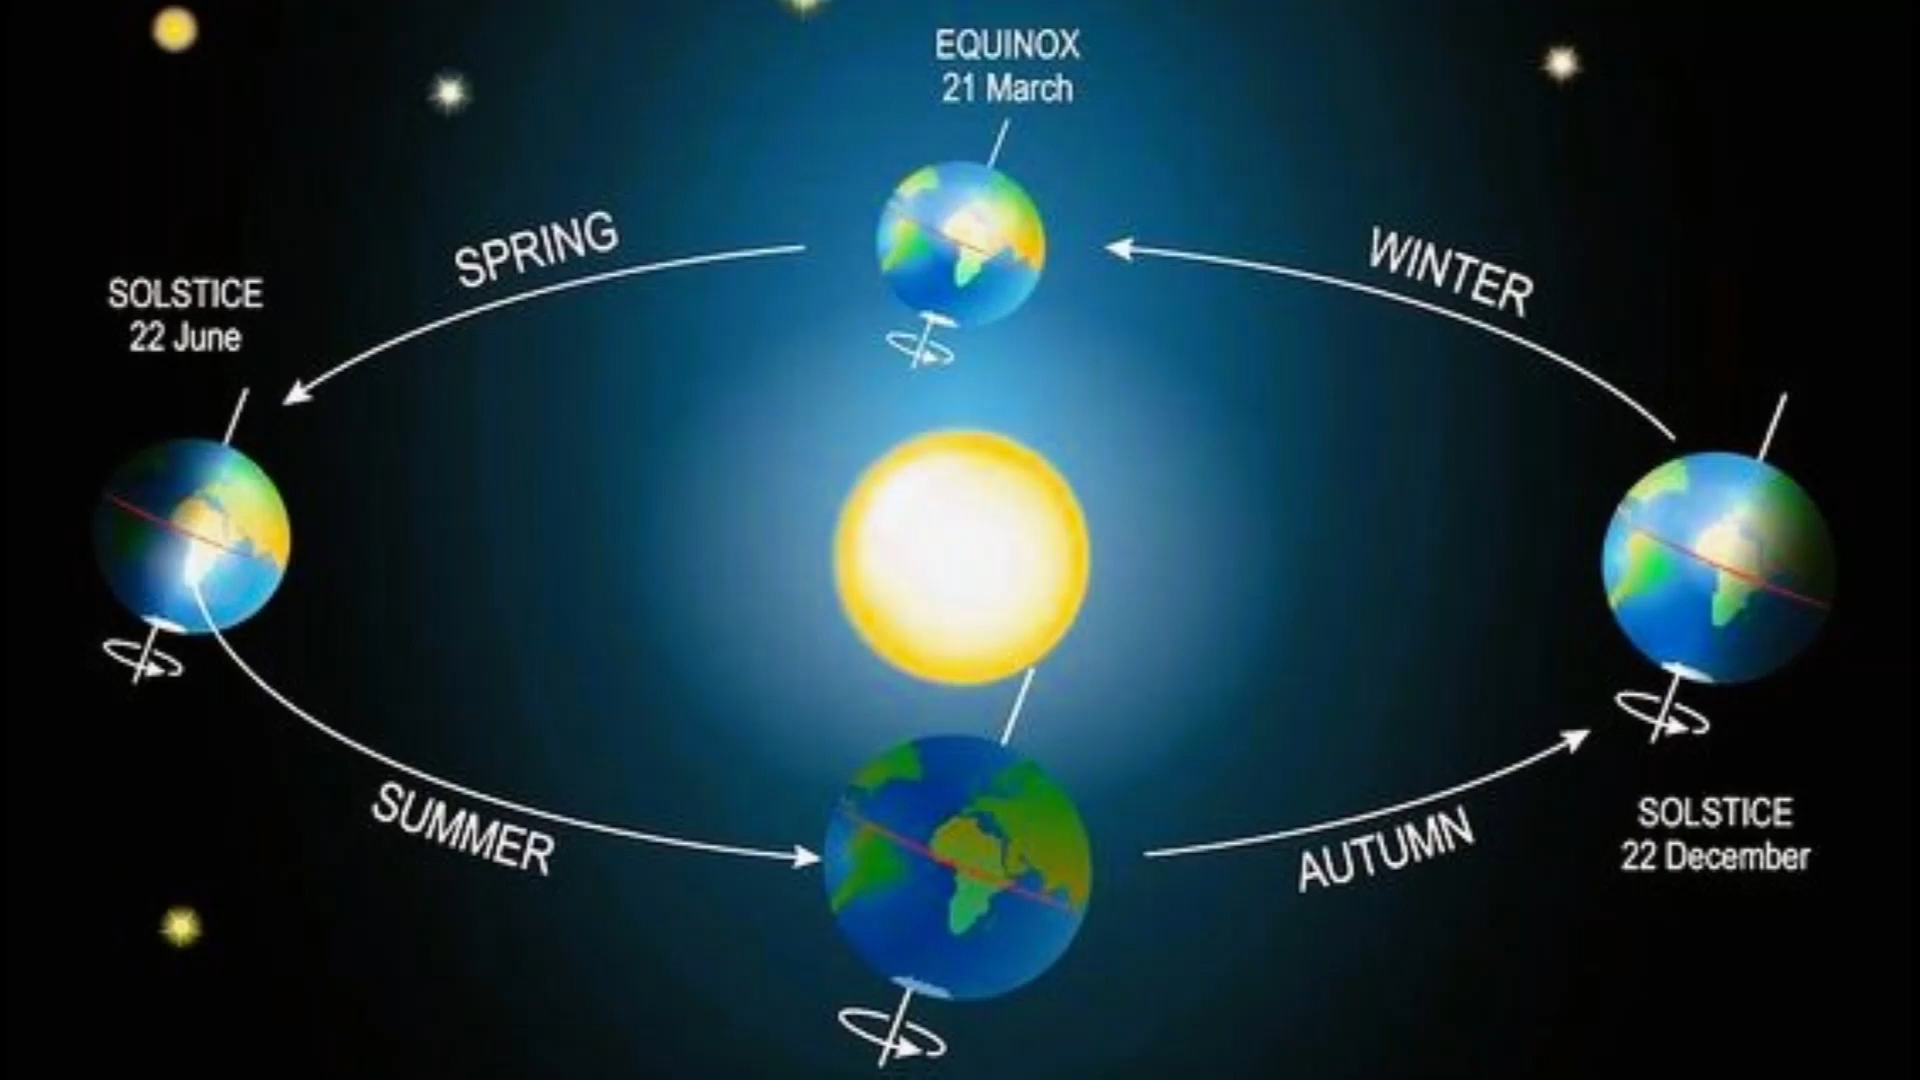 EQUINOX
21 March
SPRING
WINTER
SOLSTICE
22 June
SUMMER
AUTUMN
SOLSTICE
22 December